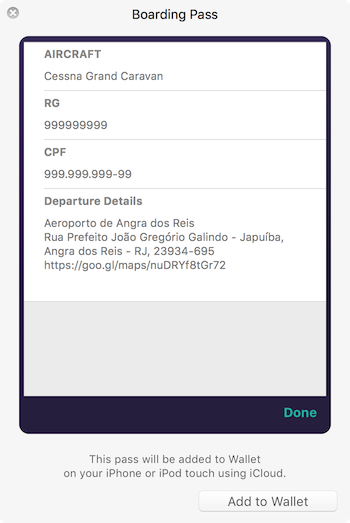 Boarding Pass
AIRCRAFT
Cessna Grand Caravan
RG
999999999
CPF
999.999.999-99
Departure Details
Aeroporto de Angra dos Reis
Rua Prefeito João Gregório Galindo - Japuíba,
Angra dos Reis - RJ, 23934-695
https://goo.gl/maps/nuDRYf8tGr72
Done
This pass will be added to Wallet
on your iPhone or iPod touch using iCloud.
Add to Wallet